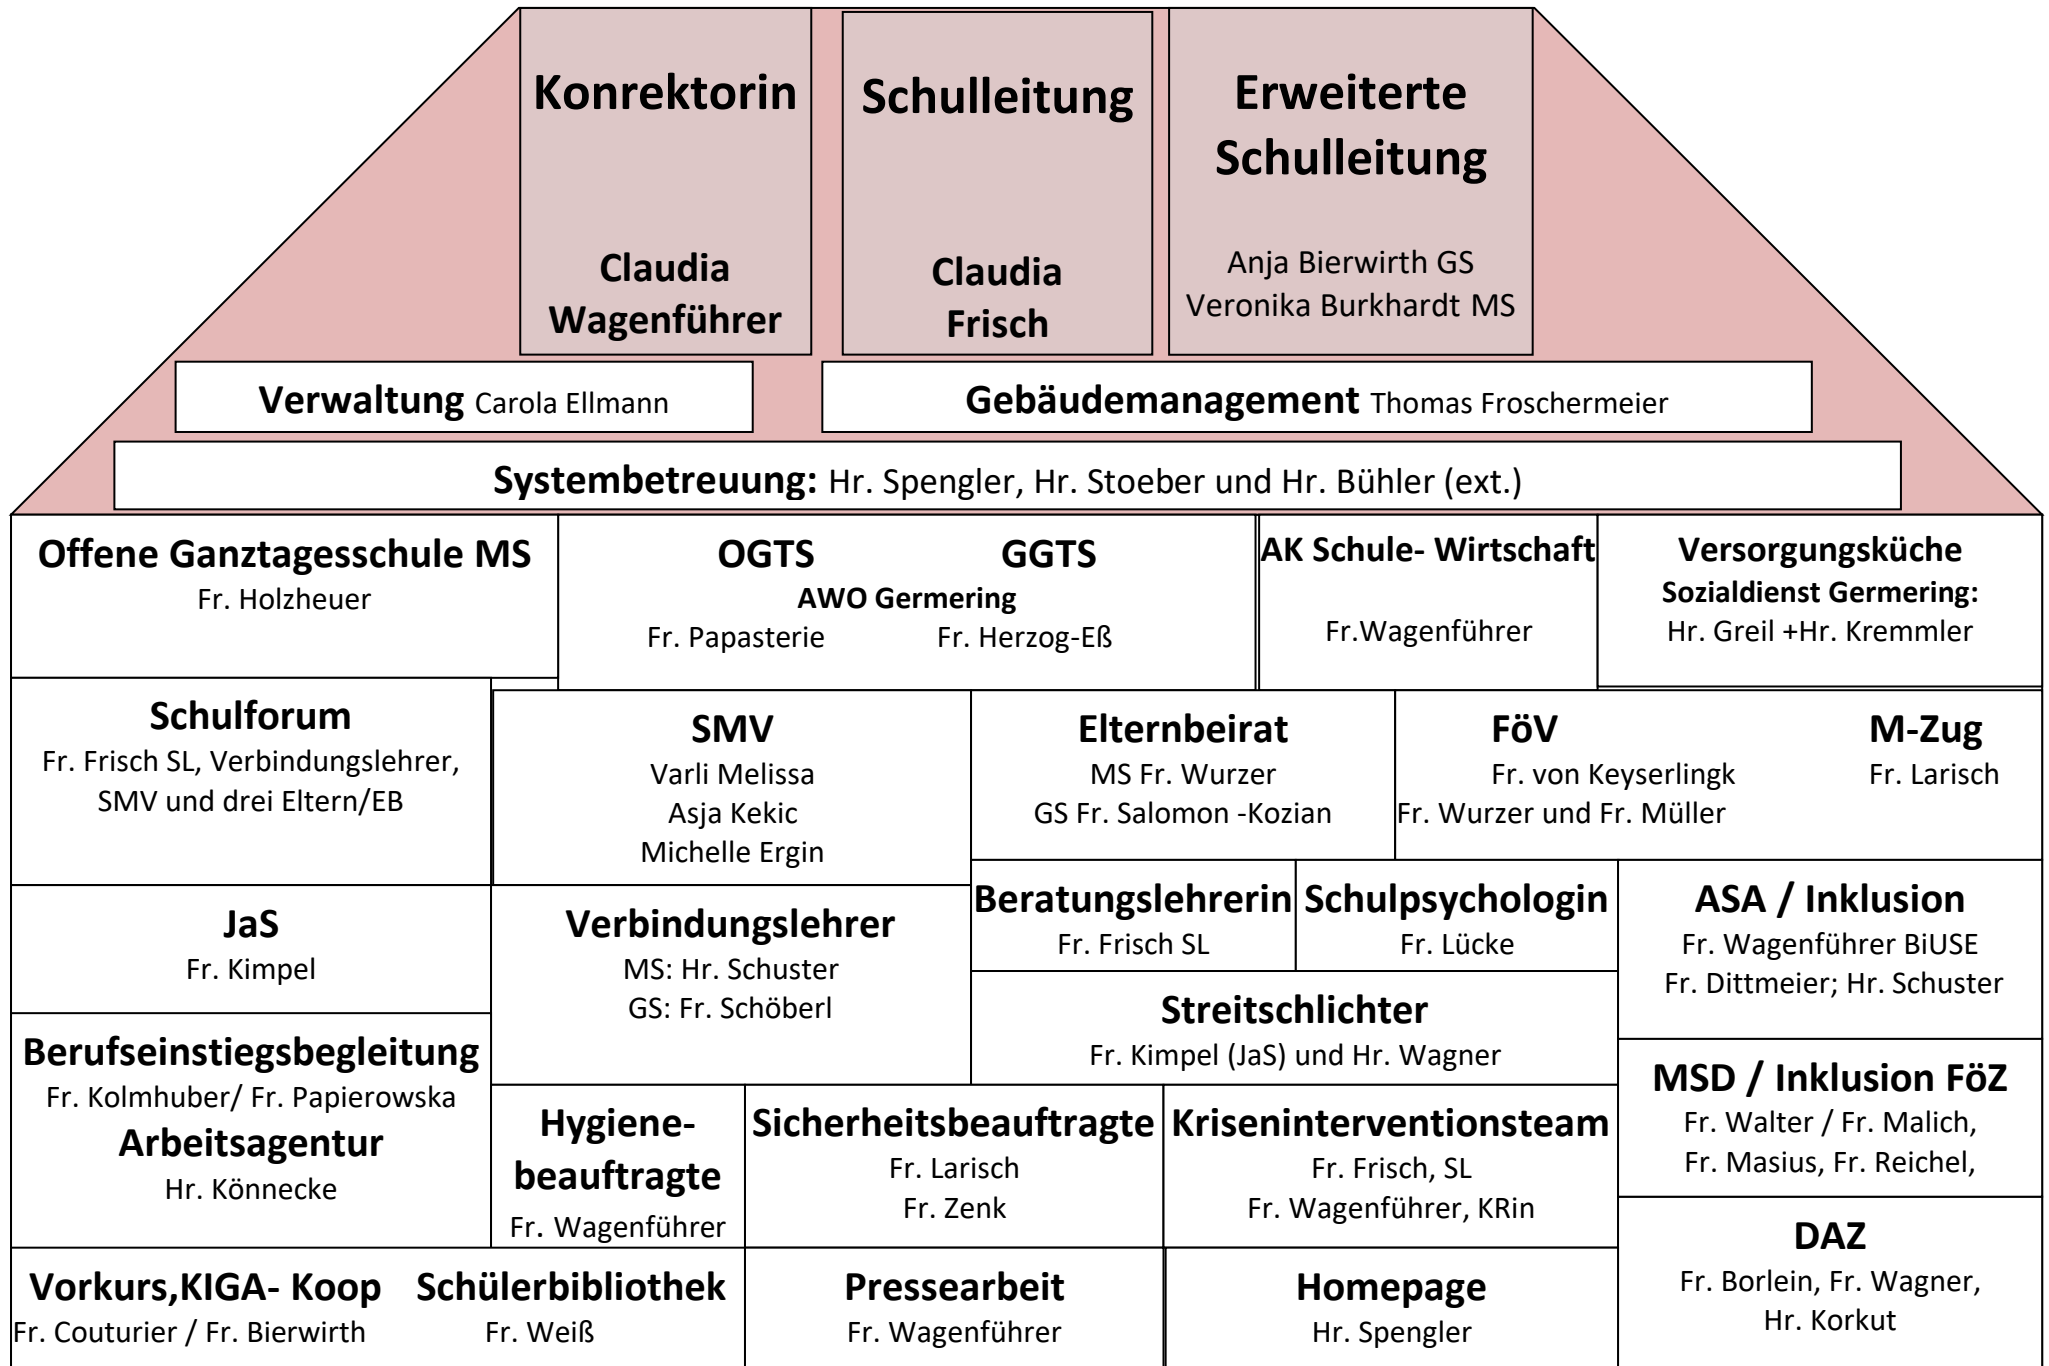 Konrektorin
Claudia
Wagenführer
Schulleitung
Claudia
Frisch
Erweiterte
Schulleitung
Anja Bierwirth GS
Veronika Burkhardt MS
Verwaltung Carola Ellmann
Gebäudemanagement Thomas Froschermeier
Systembetreuung: Hr. Spengler, Hr. Stoeber und Hr. Bühler (ext.)
Offene Ganztagesschule MS
Fr. Holzheuer
OGTS GGTS
AWO Germering
Fr. Papasterie Fr. Herzog-Eß
AK Schule- Wirtschaft
Fr.Wagenführer
Versorgungsküche
Sozialdienst Germering:
Hr. Greil +Hr. Kremmler
Schulforum
Fr. Frisch SL, Verbindungslehrer,
SMV und drei Eltern/EB
SMV
Varli Melissa
Asja Kekic
Michelle Ergin
Elternbeirat
MS Fr. Wurzer
GS Fr. Salomon -Kozian
FöV M-Zug
Fr. von Keyserlingk Fr. Larisch
Fr. Wurzer und Fr. Müller
JaS
Fr. Kimpel
Verbindungslehrer
MS: Hr. Schuster
GS: Fr. Schöberl
Beratungslehrerin
Fr. Frisch SL
Schulpsychologin
Fr. Lücke
ASA / Inklusion
Fr. Wagenführer BiUSE
Fr. Dittmeier; Hr. Schuster
Streitschlichter
Fr. Kimpel (JaS) und Hr. Wagner
Berufseinstiegsbegleitung
Fr. Kolmhuber/ Fr. Papierowska
Arbeitsagentur
Hr. Könnecke
Hygiene-
beauftragte
Fr. Wagenführer
Sicherheitsbeauftragte
Fr. Larisch
Fr. Zenk
Kriseninterventionsteam
Fr. Frisch, SL
Fr. Wagenführer, KRin
MSD / Inklusion FöZ
Fr. Walter / Fr. Malich,
Fr. Masius, Fr. Reichel,
DAZ
Fr. Borlein, Fr. Wagner,
Hr. Korkut
Vorkurs,KIGA- Koop Schülerbibliothek
Fr. Couturier / Fr. Bierwirth Fr. Weiß
Pressearbeit
Fr. Wagenführer
Homepage
Hr. Spengler